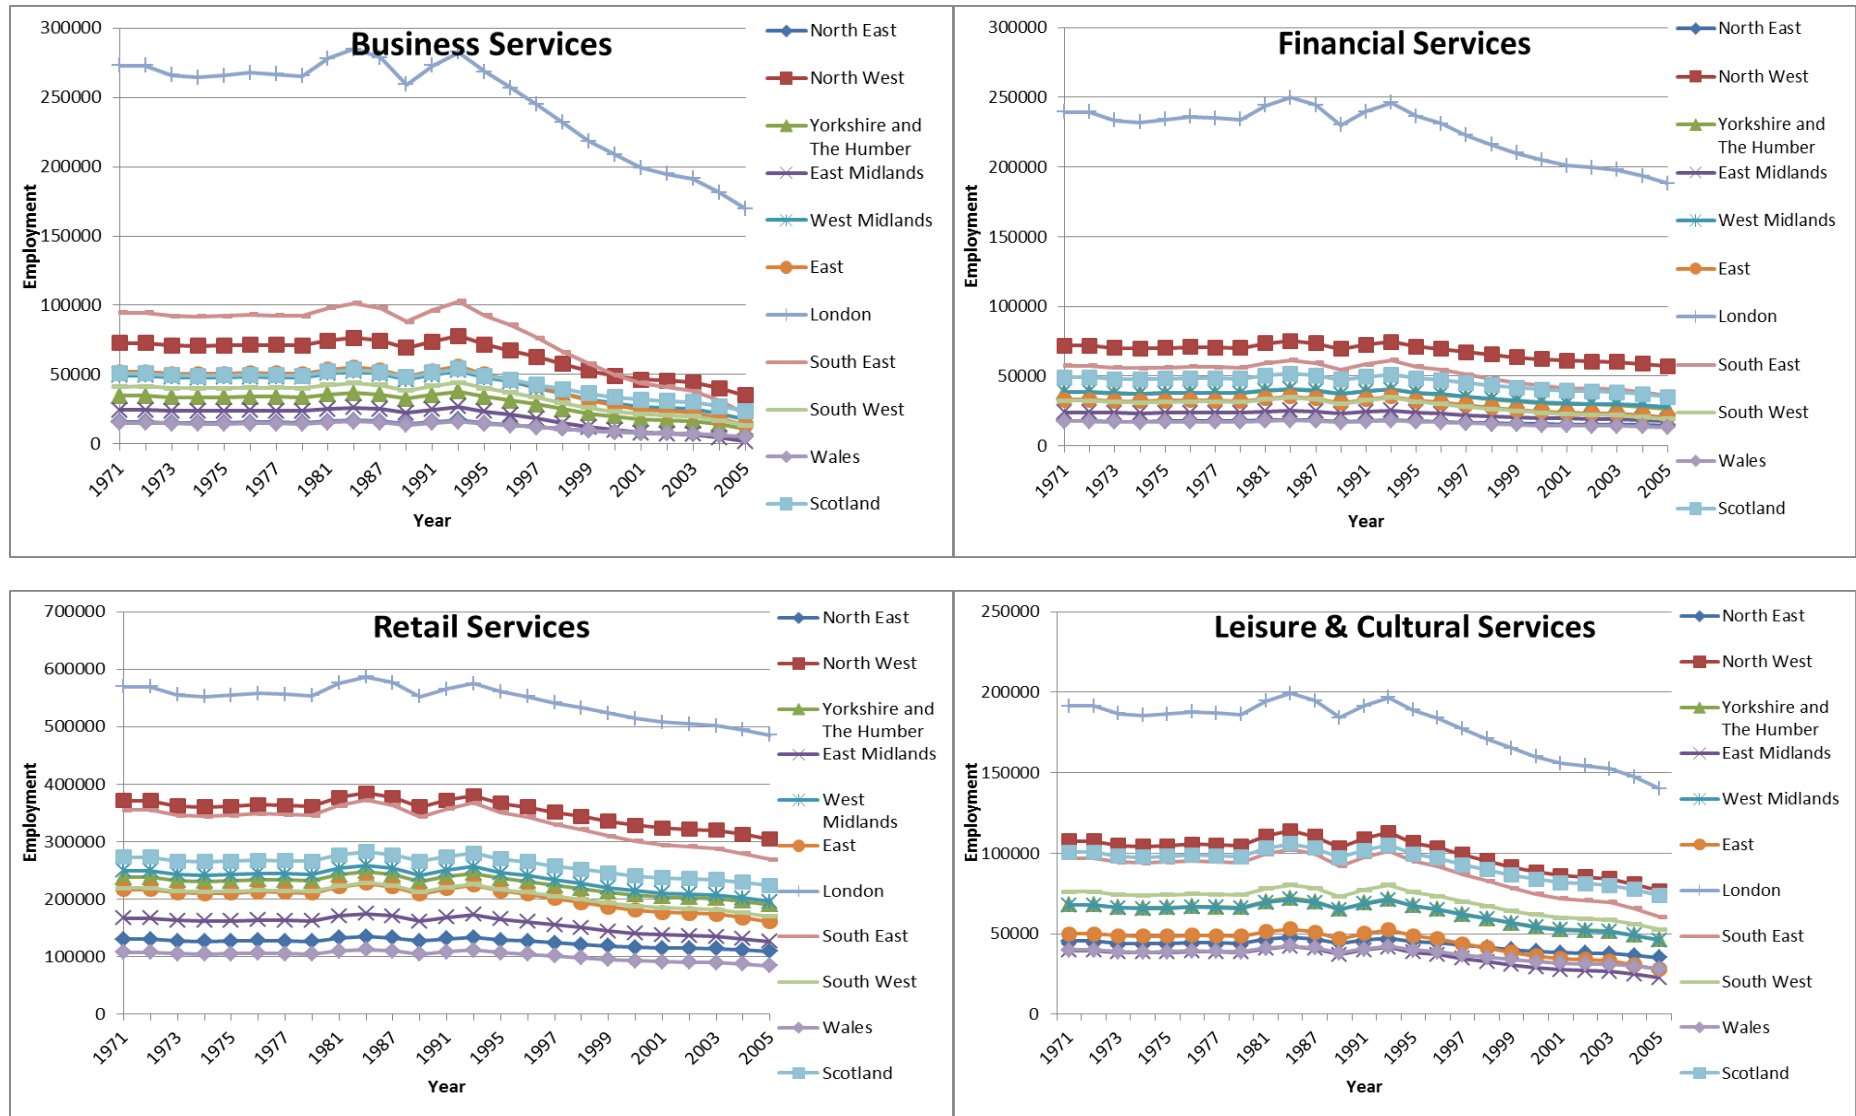 Business Services
300000
250000
200000
150000
100000
50000
0
Employment
1971
1973
1975
1977
1981
1987
1991
1995
1997
1999
2001
2003
2005
Year
North East
North West
Yorkshire and
The Humber
East Midlands
West Midlands
East
London
South East
South West
Wales
Scotland
Financial Services
300000
250000
200000
150000
100000
50000
0
Employment
1971
1973
1975
1977
1981
1987
1991
1995
1997
1999
2001
2003
2005
Year
North East
North West
Yorkshire and
The Humber
East Midlands
West Midlands
East
London
South East
South West
Wales
Scotland
Retail Services
700000
600000
500000
400000
300000
200000
100000
0
Employment
1971
1973
1975
1977
1981
1987
1991
1995
1997
1999
2001
2003
2005
Year
North East
North West
Yorkshire and
The Humber
East Midlands
West
Midlands
East
London
South East
South West
Wales
Scotland
Leisure & Cultural Services
250000
200000
150000
100000
50000
0
Employment
1971
1973
1975
1977
1981
1987
1991
1995
1997
1999
2001
2003
2005
Year
North East
North West
Yorkshire and
The Humber
East Midlands
West Midlands
East
London
South East
South West
Wales
Scotland